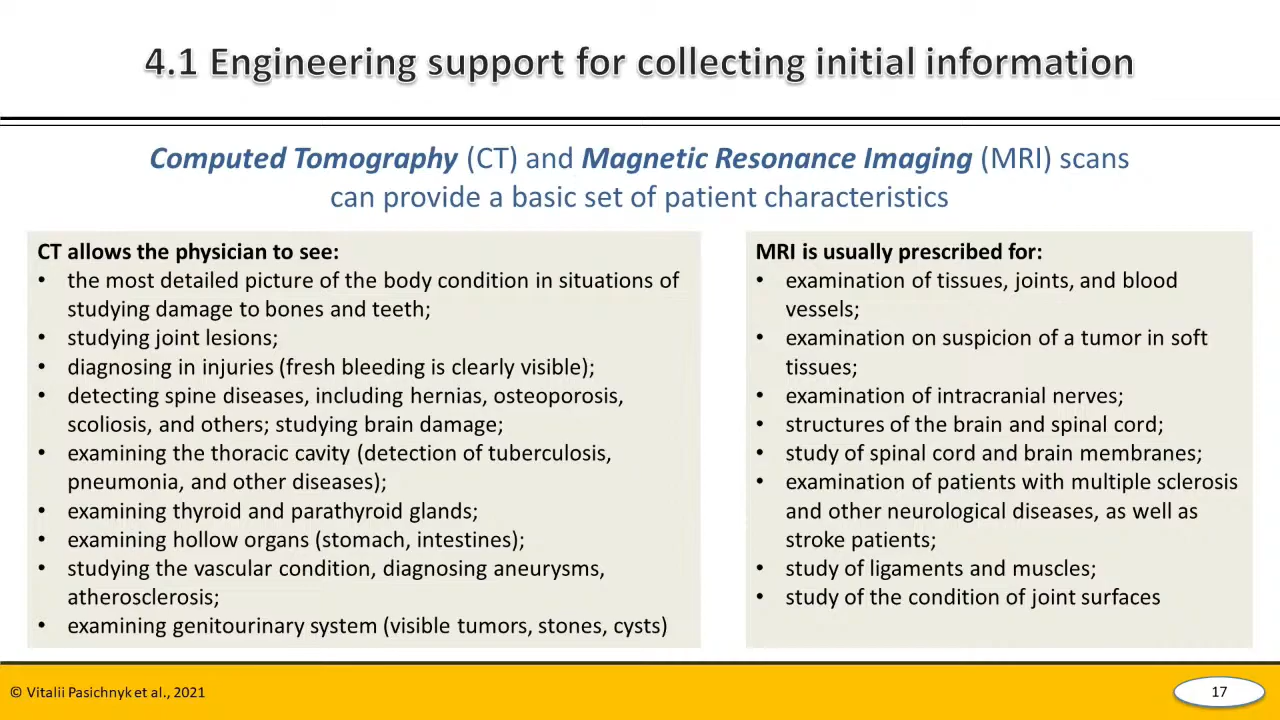 4.1 Engineering support for collecting initial information
Computed Tomography (CT) and Magnetic Resonance Imaging (MRI) scans
can provide a basic set of patient characteristics
CT allows the physician to see:
• the most detailed picture of the body condition in situations of
studying damage to bones and teeth;
• studying joint lesions;
• diagnosing in injuries (fresh bleeding is clearly visible);
• detecting spine diseases, including hernias, osteoporosis,
scoliosis, and others; studying brain damage;
• examining the thoracic cavity (detection of tuberculosis,
pneumonia, and other diseases);
• examining thyroid and parathyroid glands;
• examining hollow organs (stomach, intestines);
• studying the vascular condition, diagnosing aneurysms,
atherosclerosis;
• examining genitourinary system (visible tumors, stones, cysts)
MRI is usually prescribed for:
• examination of tissues, joints, and blood
vessels;
• examination on suspicion of a tumor in soft
tissues;
• examination of intracranial nerves;
• structures of the brain and spinal cord;
• study of spinal cord and brain membranes;
• examination of patients with multiple sclerosis
and other neurological diseases, as well as
stroke patients;
• study of ligaments and muscles;
• study of the condition of joint surfaces
© Vitalii Pasichnyk et al., 2021
17